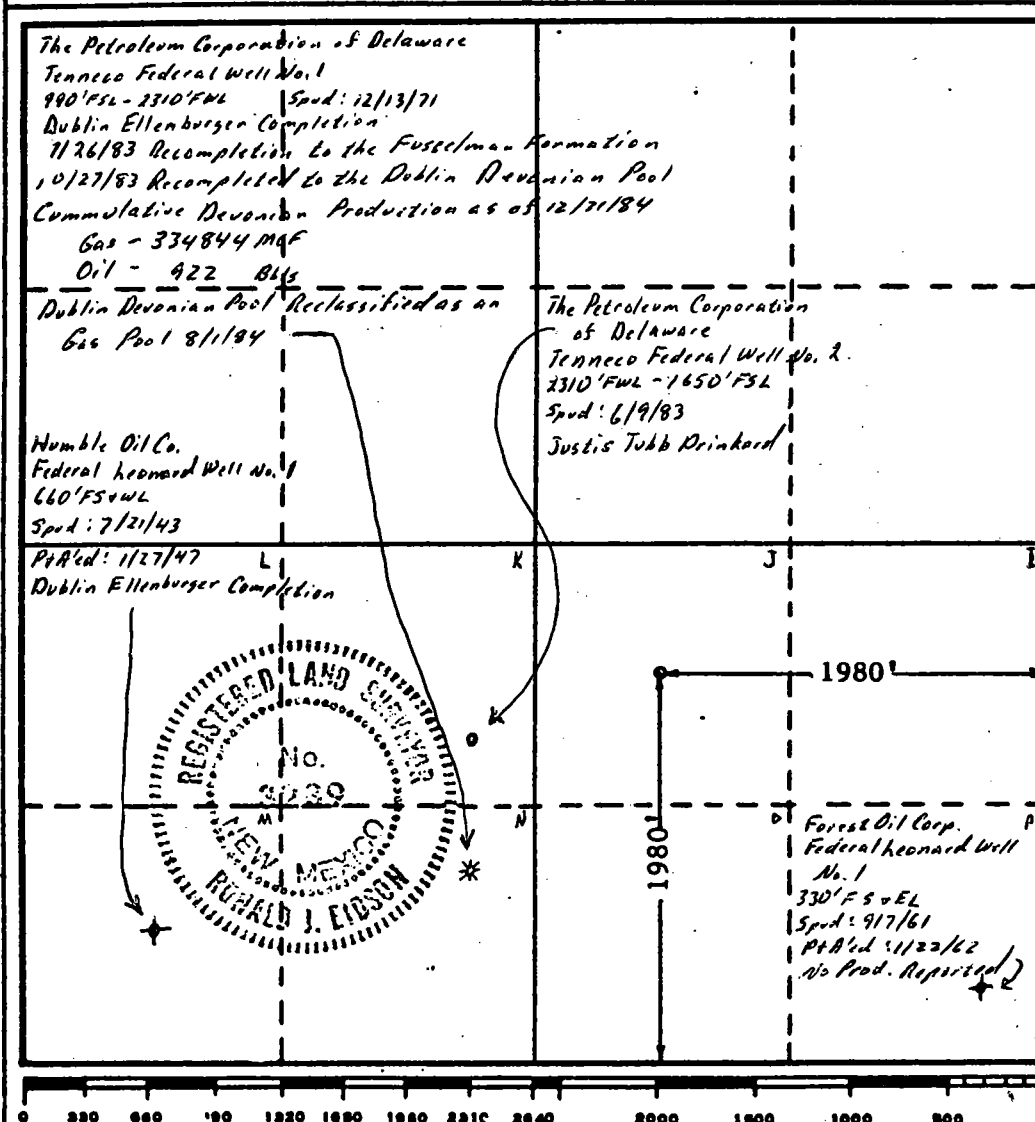 The Petroleum Corporation of Delaware
Tenneco Federal Well No. 1
990' FSL - 2310' FWL Spud: 12/13/71
Dublin Ellenburger Completion
7/26/83 Recompletion to the Fusselman Formation
10/27/83 Recompleted to the Dublin Devonian Pool
Cummulative Devonian Production as of 12/31/84
Gas - 334844 MCF
Oil - 922 Bbls
Dublin Devonian Pool Reclassified as an
Gas Pool 8/1/84
The Petroleum Corporation
of Delaware
Tenneco Federal Well No. 2
2310' FWL - 1650' FSL
Spud: 6/9/83
Justis Tubb Drinkard
Humble Oil Co.
Federal Leonard Well No. 1
660' FS & WL
Spud: 7/21/43
P&A'ed: 1/27/47
Dublin Ellenburger Completion
L
K
J
I
REGISTERED LAND SURVEYOR
No.
NEW MEXICO
RONALD J. EIDSON
1980'
1980'
M
N
P
Forest Oil Corp.
Federal Leonard Well
No. 1
330' FS & EL
Spud: 9/7/61
P&A'ed: 1/22/62
No Prod. Reported
0 330 660 990 1320 1650 1980 2310 2640 2000 1500 1000 500